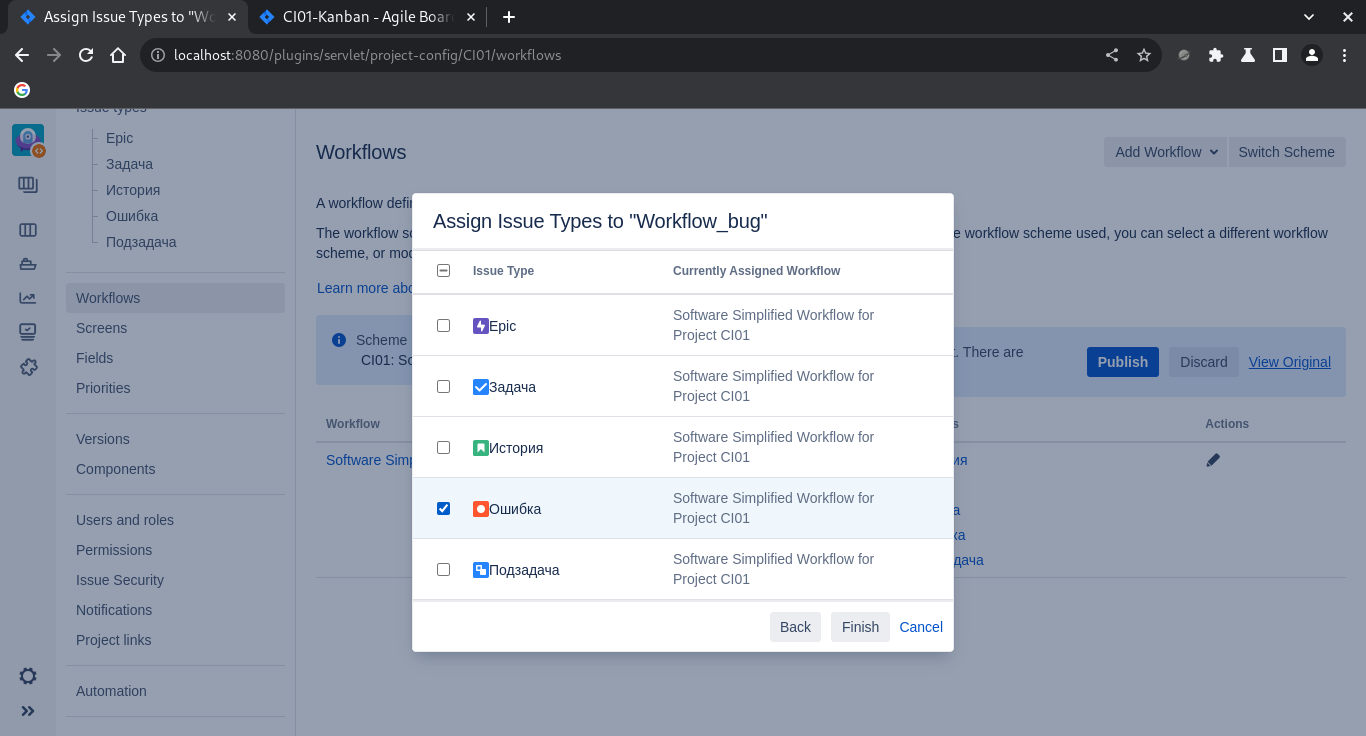 Assign Issue Types to "Wo
CI01-Kanban - Agile Boar
localhost:8080/plugins/servlet/project-config/CI01/workflows
Issue types
Epic
Задача
История
Ошибка
Подзадача
Workflows
Screens
Fields
Priorities
Versions
Components
Users and roles
Permissions
Issue Security
Notifications
Project links
Automation
Workflows
Add Workflow
Switch Scheme
A workflow defin
The workflow sc
e workflow scheme used, you can select a different workflow
scheme, or mod
Learn more abo
Scheme
. There are
CI01: So
Publish
Discard
View Original
Workflow
s
Actions
Software Simp
ия
а
ка
дача
Assign Issue Types to "Workflow_bug"
Issue Type
Currently Assigned Workflow
Epic
Software Simplified Workflow for
Project CI01
Задача
Software Simplified Workflow for
Project CI01
История
Software Simplified Workflow for
Project CI01
Ошибка
Software Simplified Workflow for
Project CI01
Подзадача
Software Simplified Workflow for
Project CI01
Back
Finish
Cancel